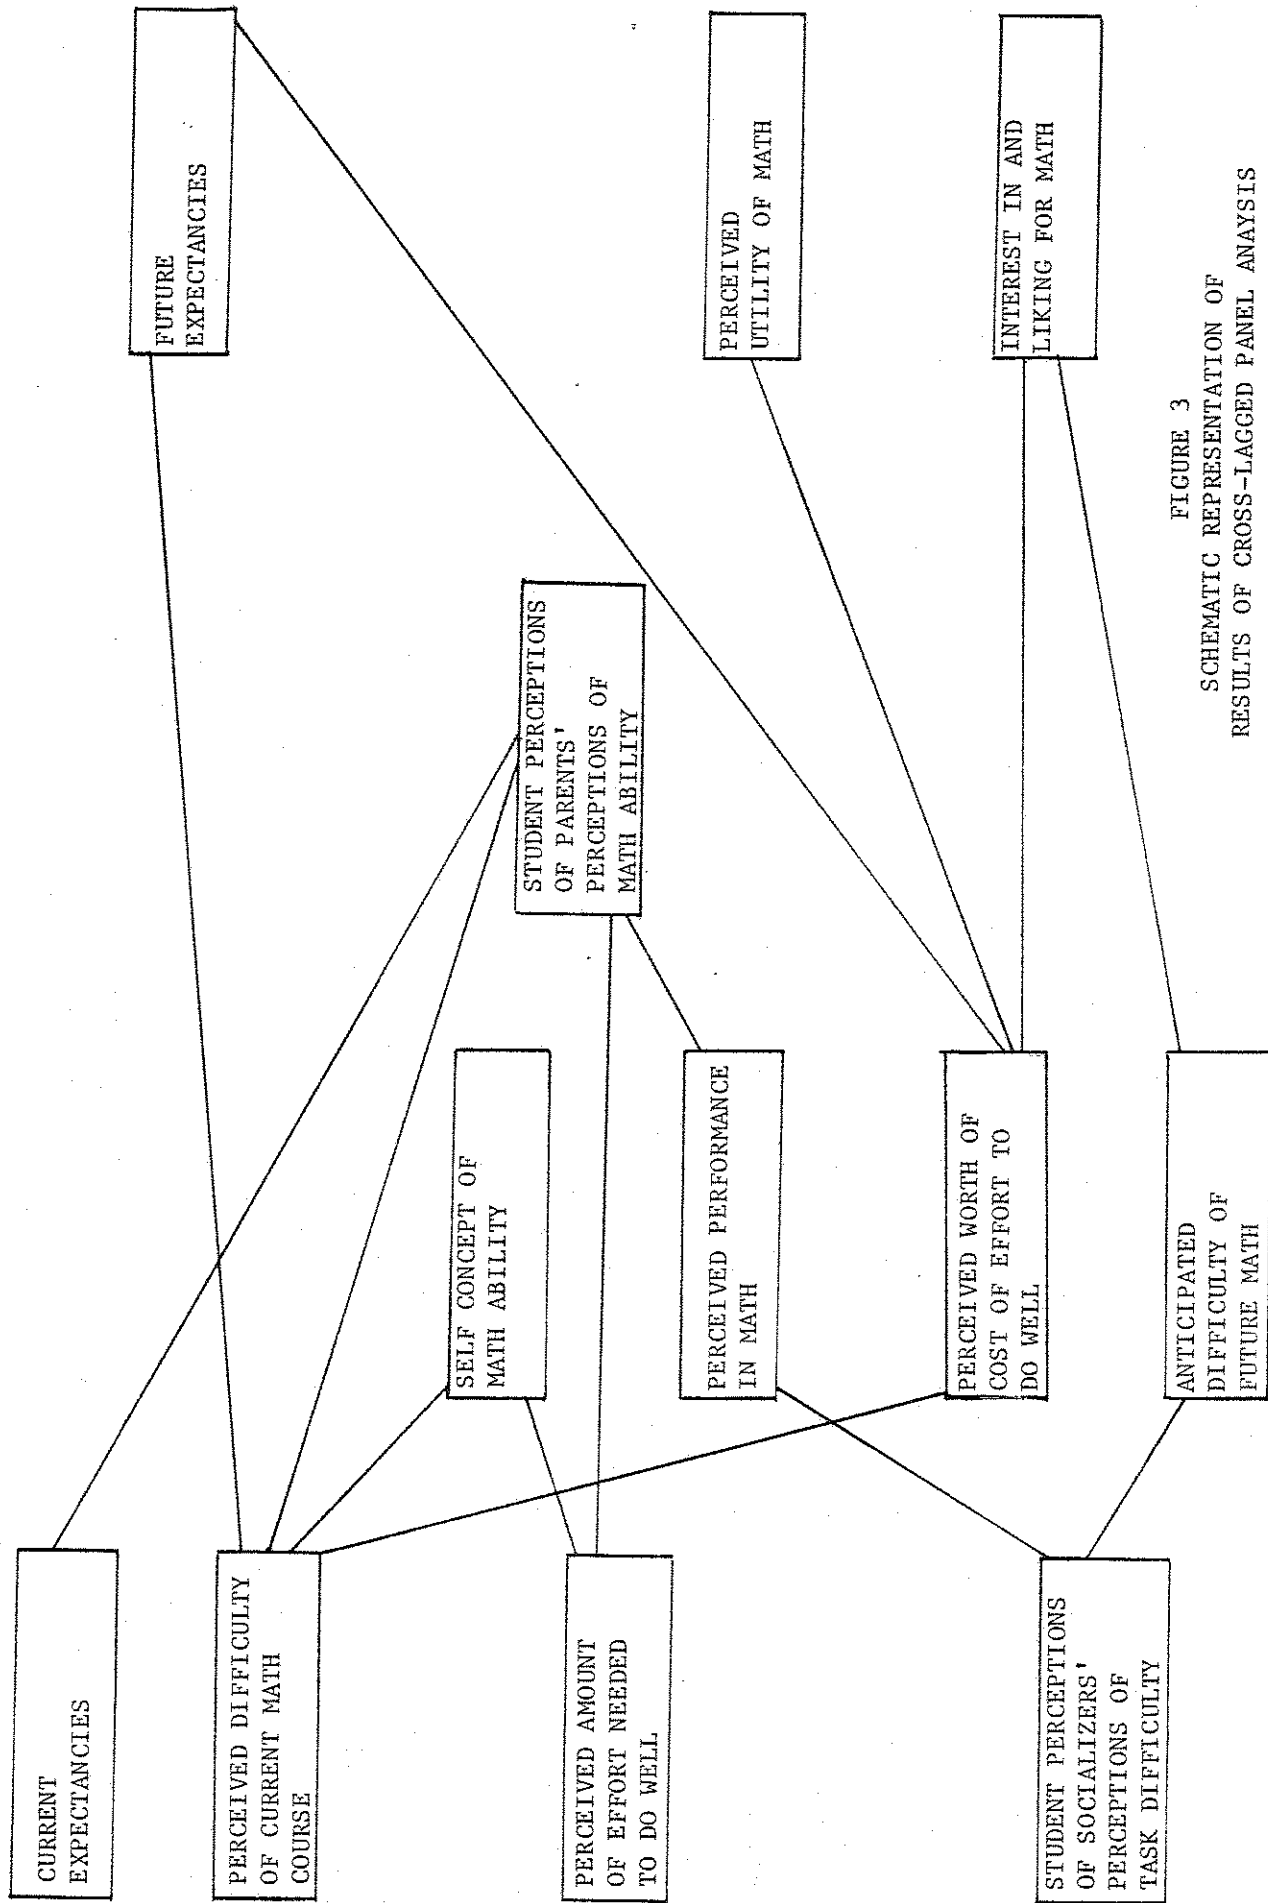 CURRENT
EXPECTANCIES
PERCEIVED DIFFICULTY
OF CURRENT MATH
COURSE
PERCEIVED AMOUNT
OF EFFORT NEEDED
TO DO WELL
STUDENT PERCEPTIONS
OF SOCIALIZERS'
PERCEPTIONS OF
TASK DIFFICULTY
SELF CONCEPT OF
MATH ABILITY
PERCEIVED PERFORMANCE
IN MATH
PERCEIVED WORTH OF
COST OF EFFORT TO
DO WELL
ANTICIPATED
DIFFICULTY OF
FUTURE MATH
STUDENT PERCEPTIONS
OF PARENTS'
PERCEPTIONS OF
MATH ABILITY
FUTURE
EXPECTANCIES
PERCEIVED
UTILITY OF MATH
INTEREST IN AND
LIKING FOR MATH
FIGURE 3
SCHEMATIC REPRESENTATION OF
RESULTS OF CROSS-LAGGED PANEL ANAYSIS